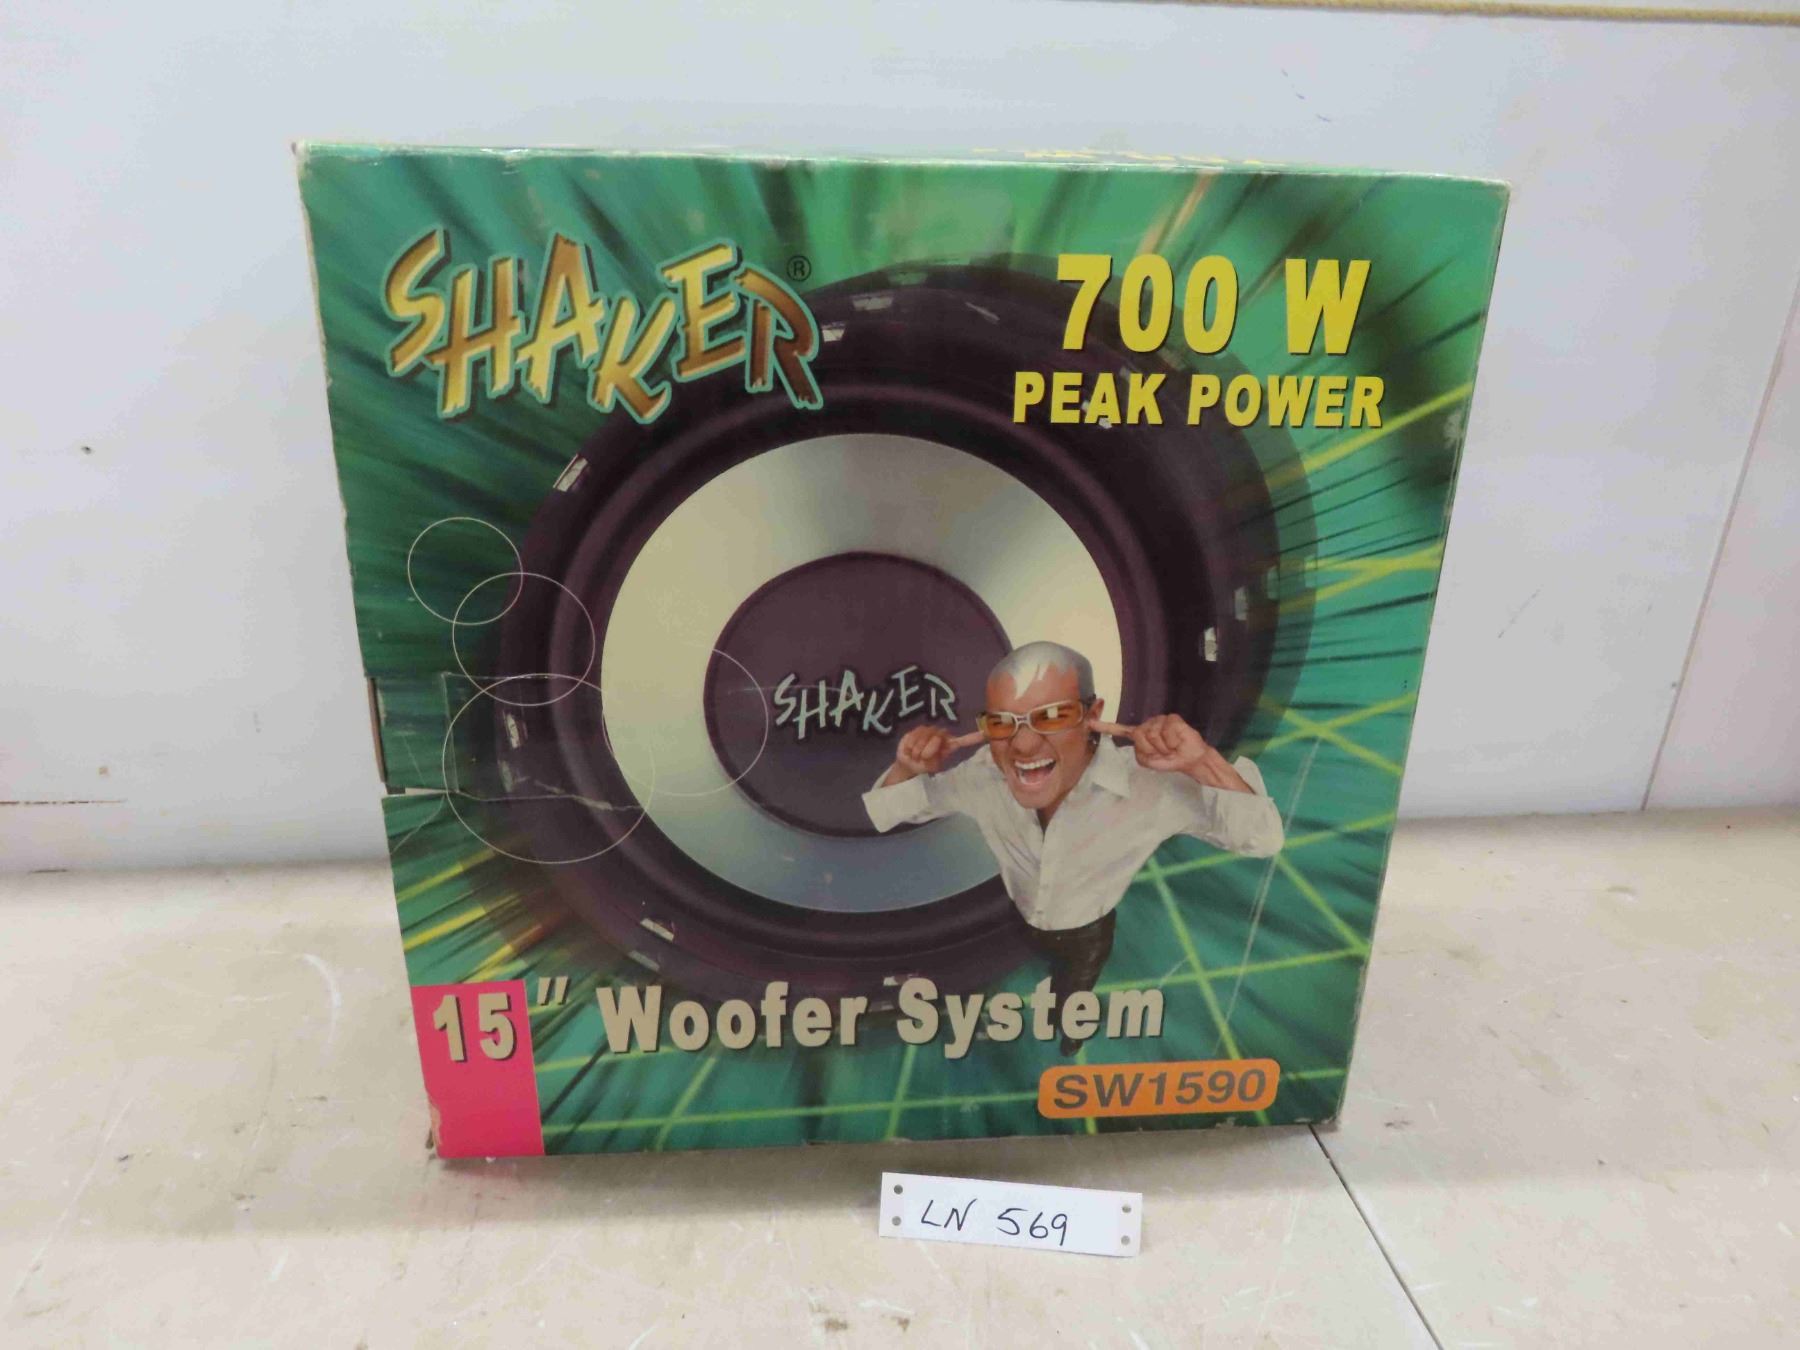 SHAKER®
700 W
PEAK POWER
SHAKER
15" Woofer System
SW1590
LN 569